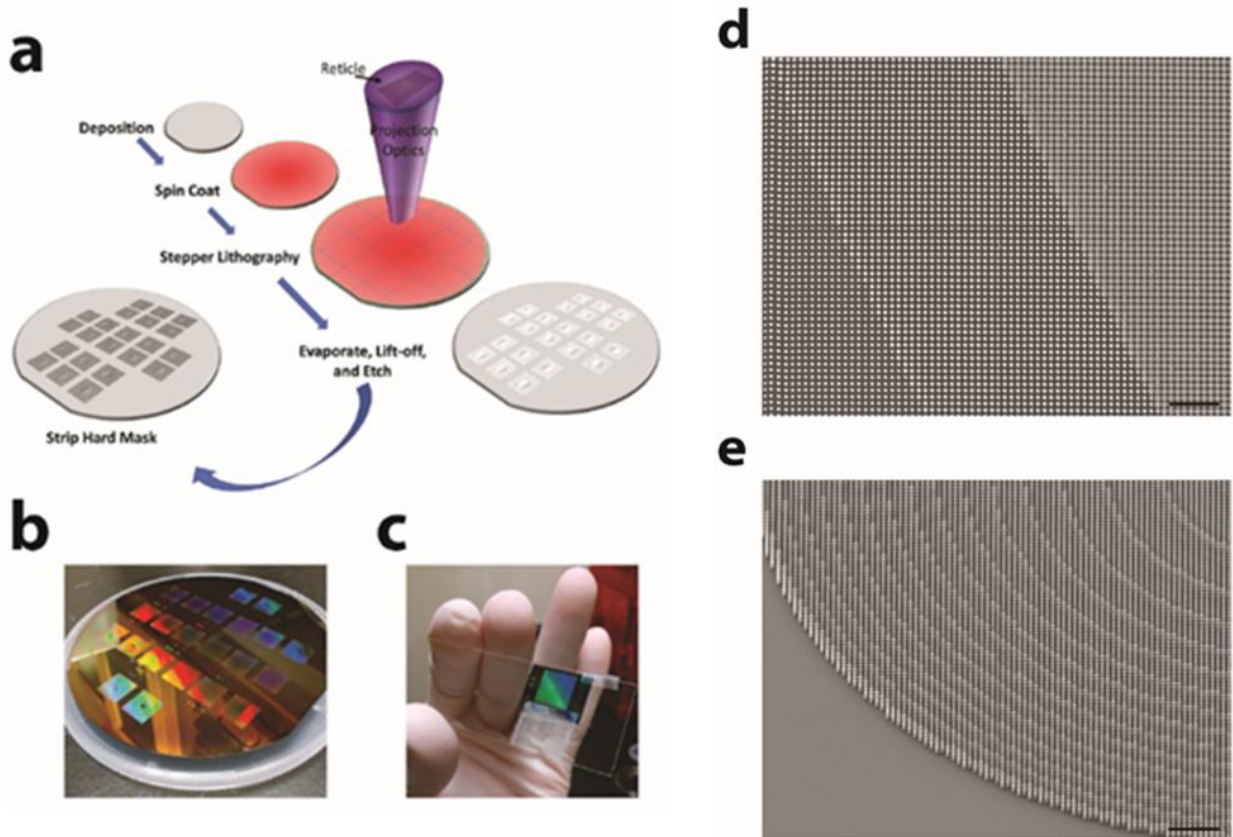 a
Reticle
Deposition
Projection
Optics
Spin Coat
Stepper Lithography
Evaporate, Lift-off,
and Etch
Strip Hard Mask
b
c
d
e